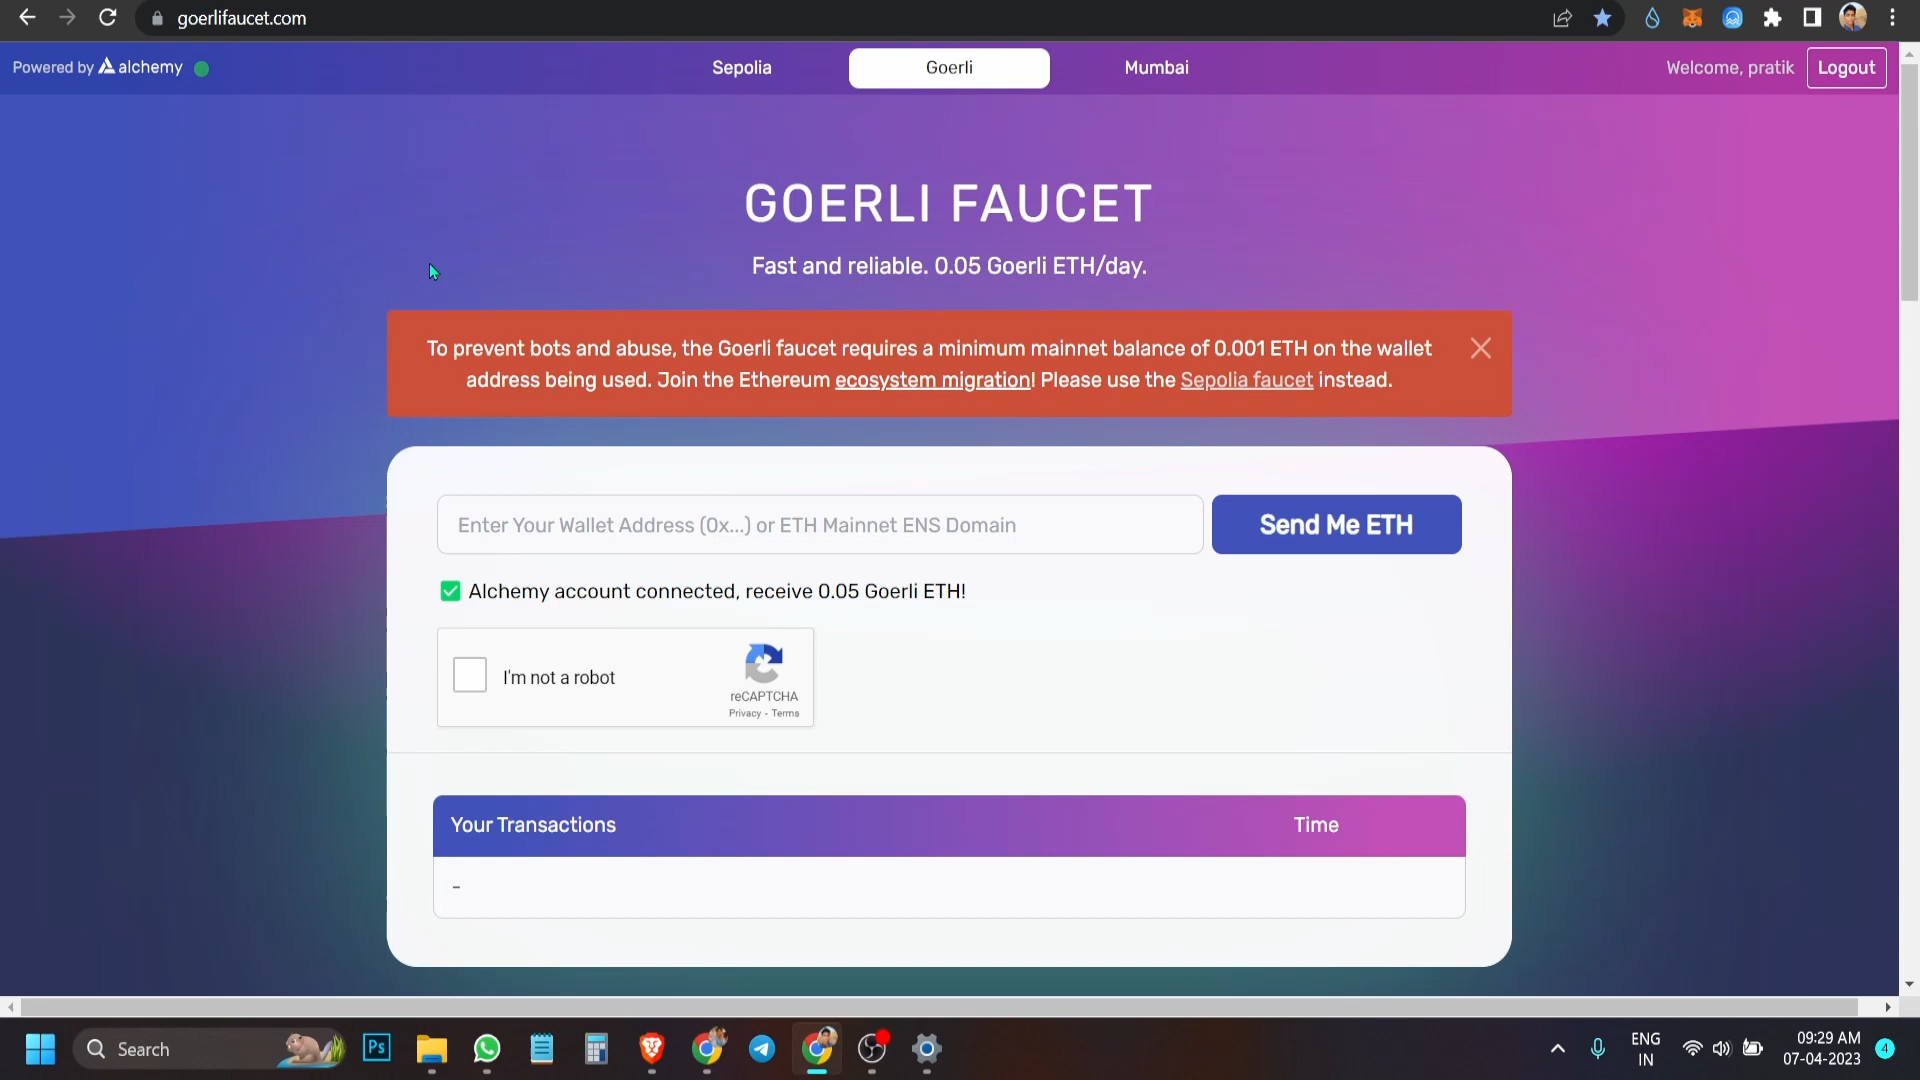 goerlifaucet.com
Powered by alchemy
Sepolia
Goerli
Mumbai
Welcome, pratik
Logout
GOERLI FAUCET
Fast and reliable. 0.05 Goerli ETH/day.
To prevent bots and abuse, the Goerli faucet requires a minimum mainnet balance of 0.001 ETH on the wallet
address being used. Join the Ethereum ecosystem migration! Please use the Sepolia faucet instead.
Enter Your Wallet Address (0x...) or ETH Mainnet ENS Domain
Send Me ETH
Alchemy account connected, receive 0.05 Goerli ETH!
I'm not a robot
reCAPTCHA
Privacy - Terms
Your Transactions
Time
-
Search
Ps
ENG
IN
09:29 AM
07-04-2023
4